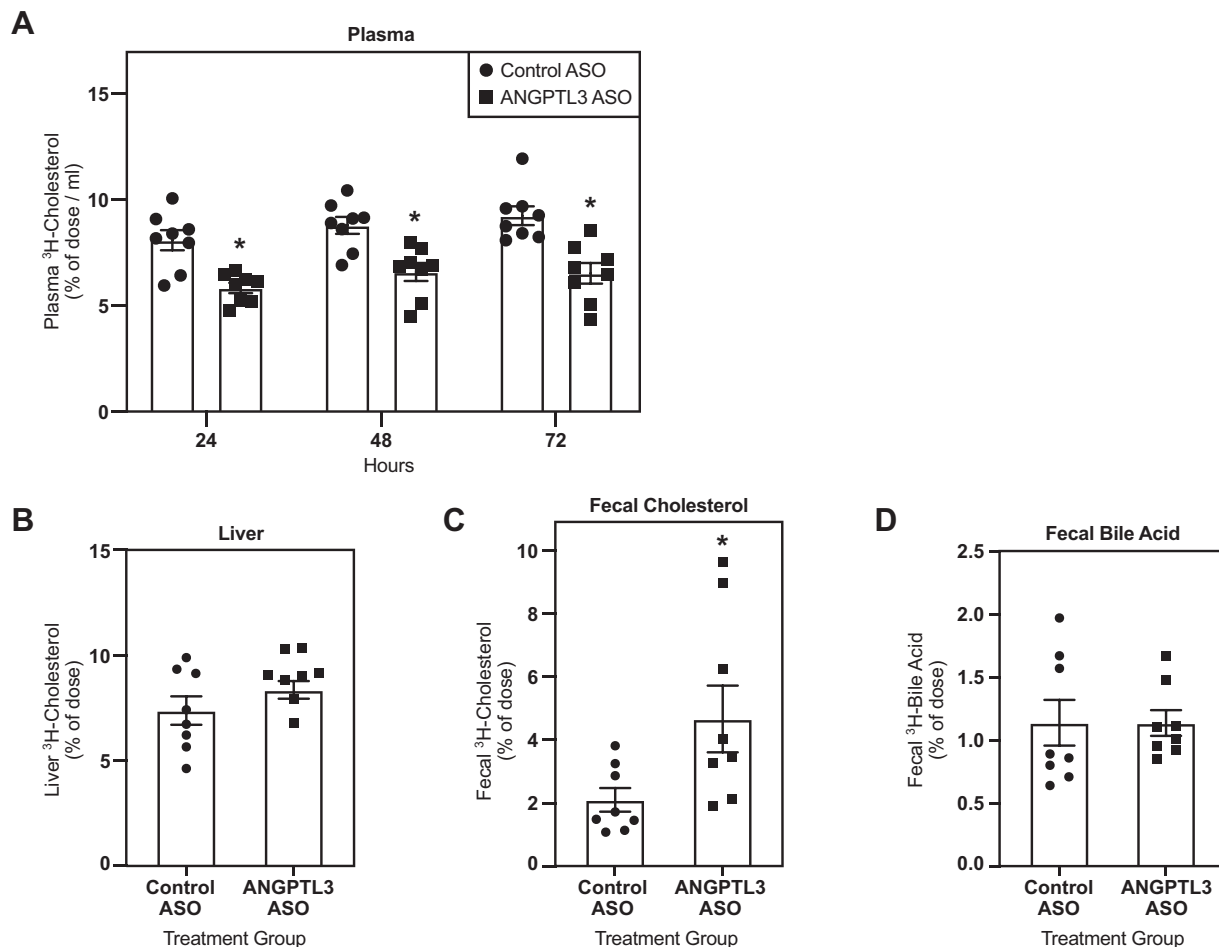 A
Plasma
Control ASO
ANGPTL3 ASO
Plasma ³H-Cholesterol
(% of dose / ml)
15
10
5
0
*
*
*
24
48
72
Hours
B
Liver
Liver ³H-Cholesterol
(% of dose)
15
10
5
0
Control
ASO
ANGPTL3
ASO
Treatment Group
C
Fecal Cholesterol
Fecal ³H-Cholesterol
(% of dose)
10
8
6
4
2
0
*
Control
ASO
ANGPTL3
ASO
Treatment Group
D
Fecal Bile Acid
Fecal ³H-Bile Acid
(% of dose)
2.5
2.0
1.5
1.0
0.5
0.0
Control
ASO
ANGPTL3
ASO
Treatment Group